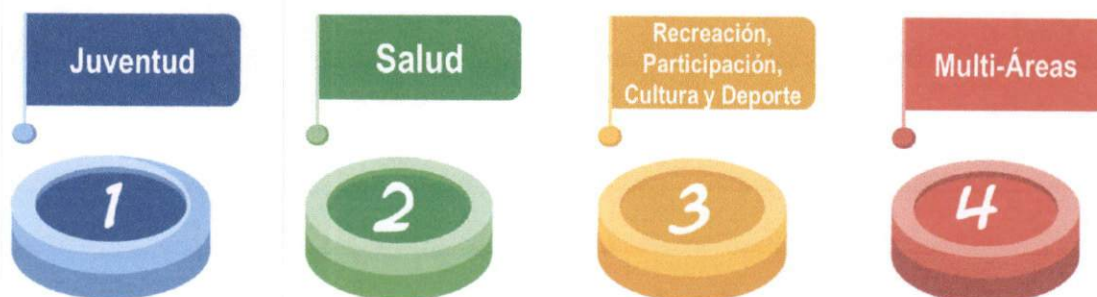 Juventud
1
Salud
2
Recreación,
Participación,
Cultura y Deporte
3
Multi-Áreas
4